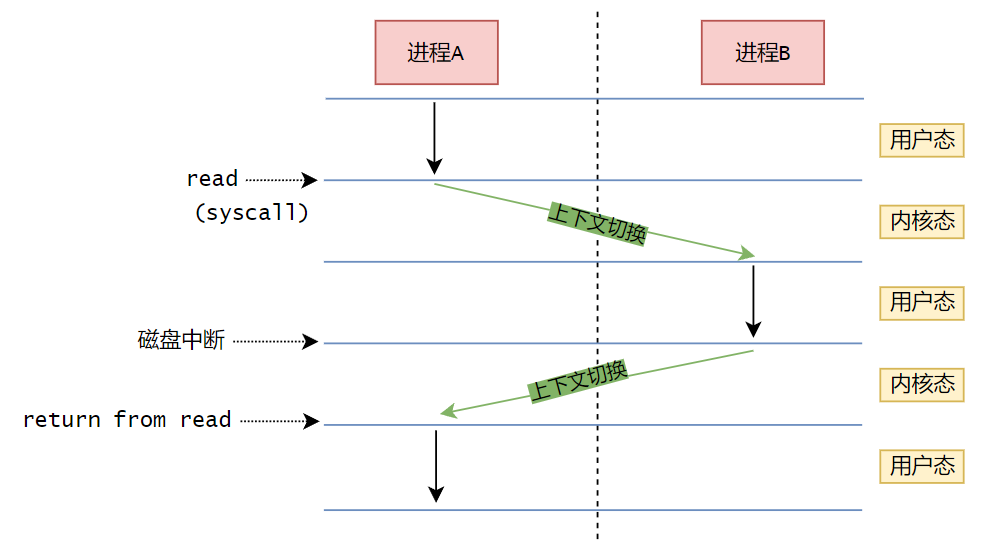 进程A
进程B
用户态
read
(syscall)
上下文切换
内核态
用户态
磁盘中断
上下文切换
内核态
return from read
用户态